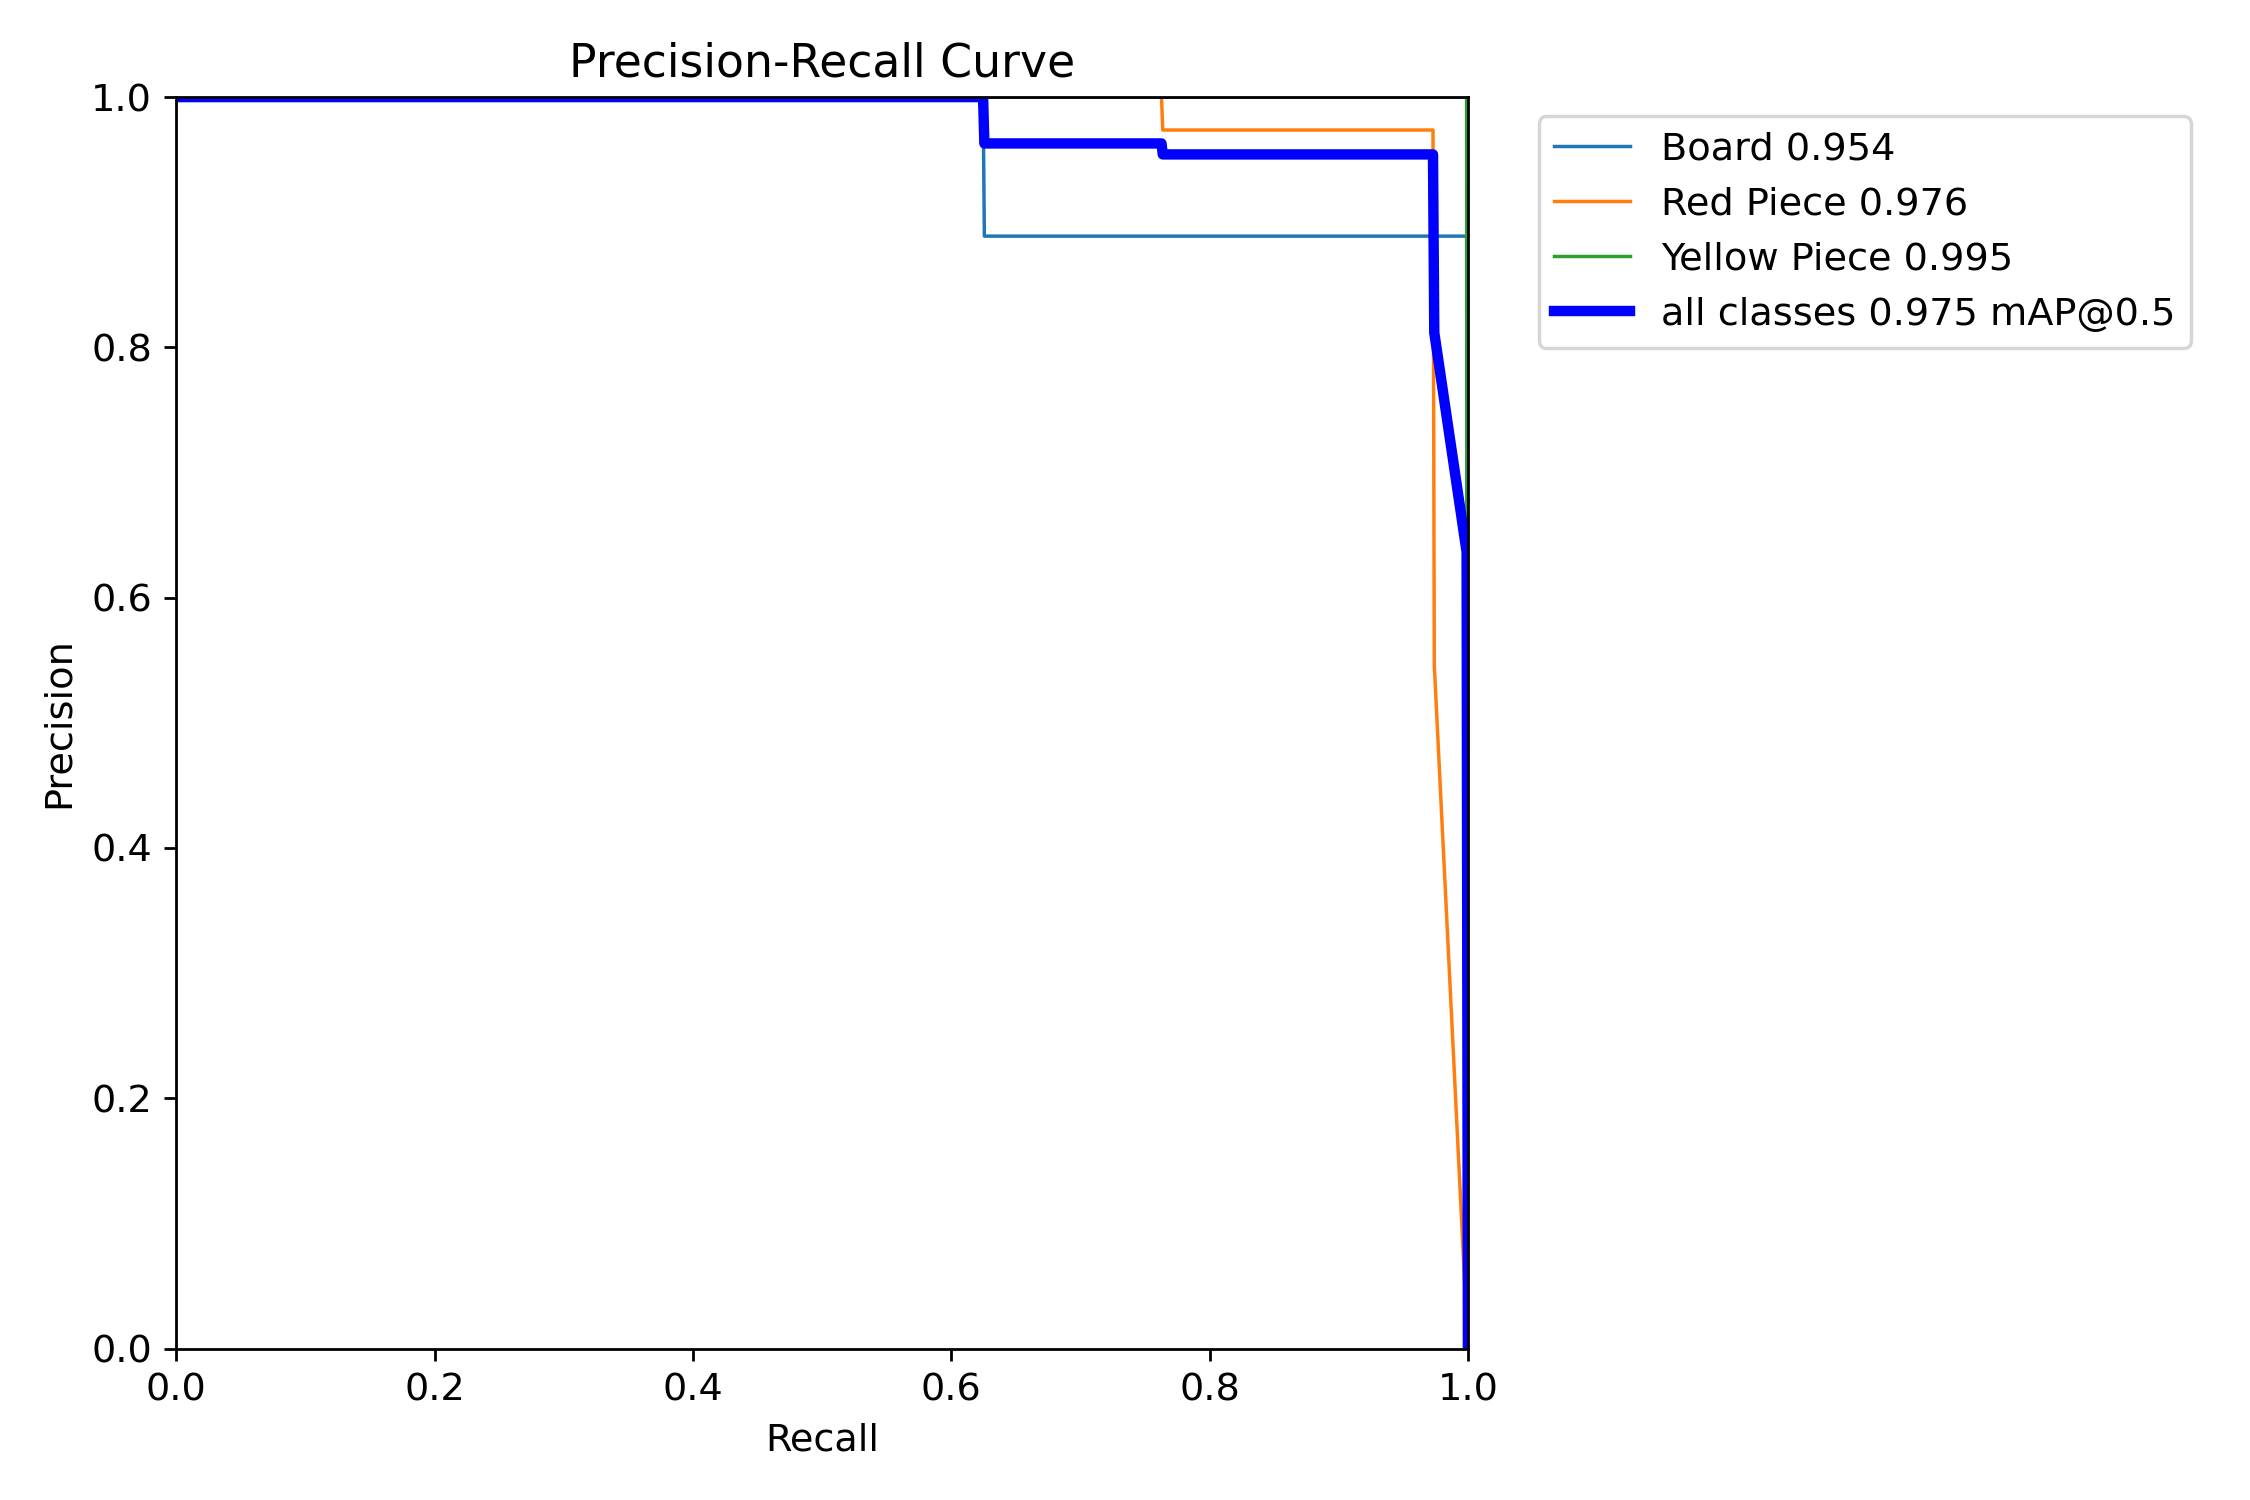 Precision-Recall Curve
1.0
0.8
0.6
0.4
0.2
0.0
Precision
0.0 0.2 0.4 0.6 0.8 1.0
Recall
Board 0.954
Red Piece 0.976
Yellow Piece 0.995
all classes 0.975 mAP@0.5